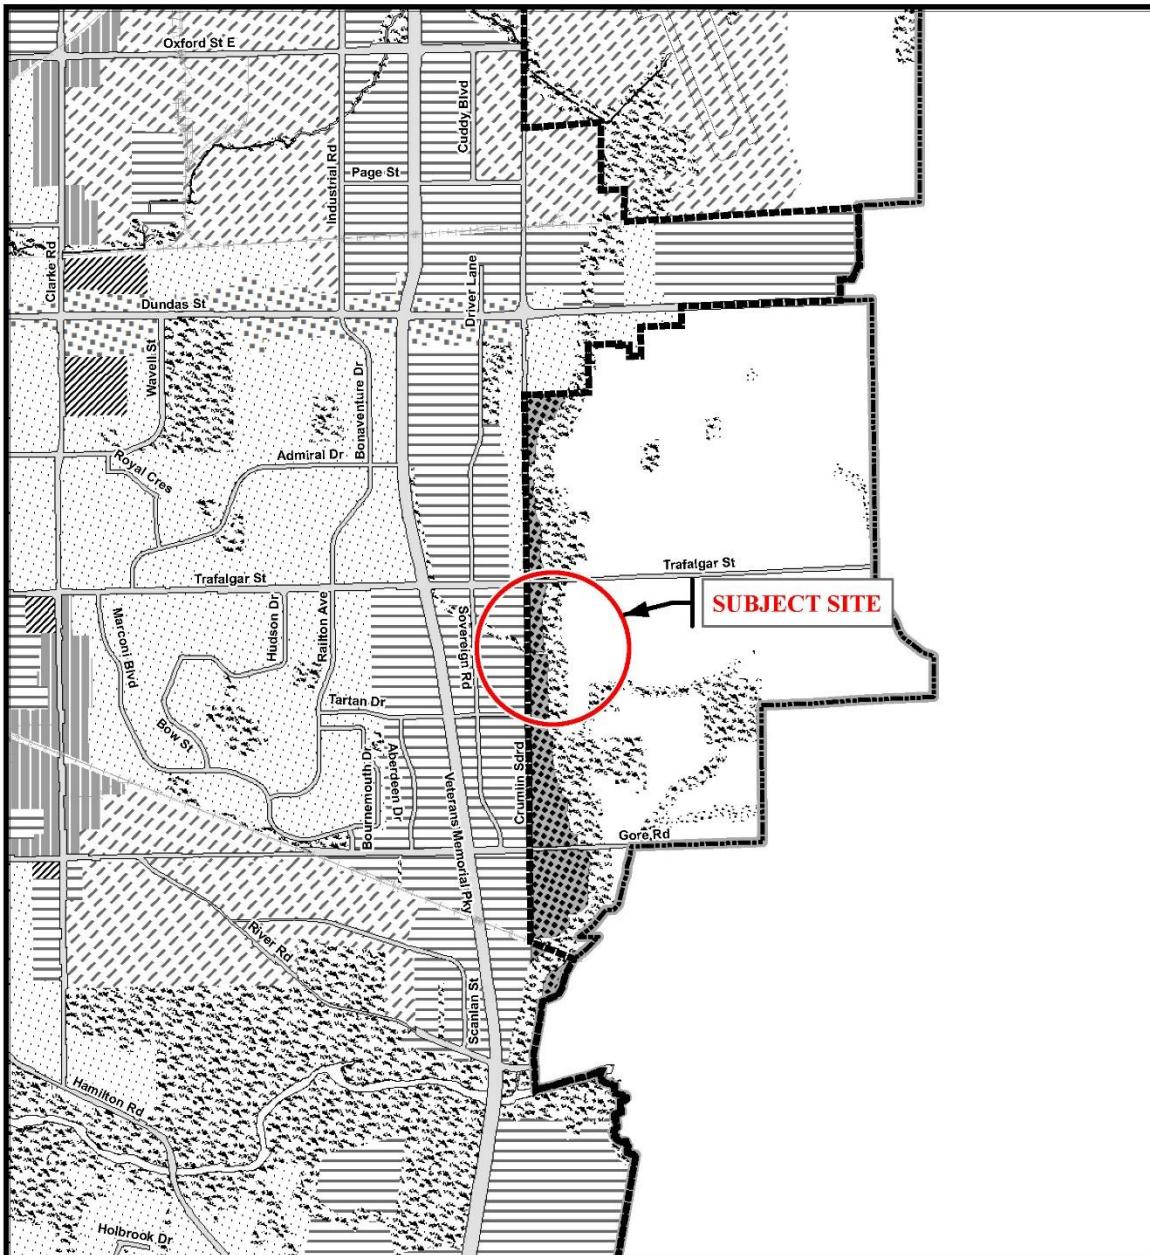 Oxford St E
Cuddy Blvd
Industrial Rd
Page St
Clarke Rd
Driver Lane
Dundas St
Wavell St
Bonaventure Dr
Admiral Dr
Royal Cres
Trafalgar St
Trafalgar St
SUBJECT SITE
Marconi Blvd
Hudson Dr
Railton Ave
Sovereign Rd
Tartan Dr
Bow St
Aberdeen Dr
Bournemouth Dr
Veterans Memorial Pky
Crumlin Sdrd
Gore Rd
River Rd
Scanlan St
Hamilton Rd
Holbrook Dr